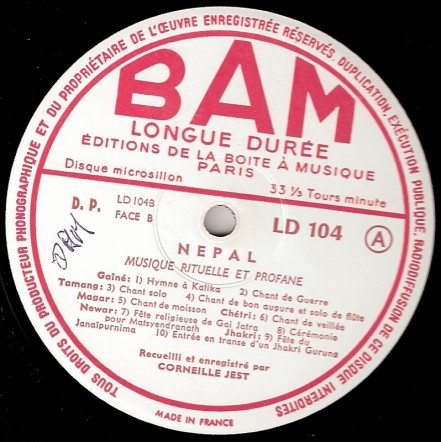 TOUS DROITS DU PRODUCTEUR PHONOGRAPHIQUE ET DU PROPRIÉTAIRE DE L'ŒUVRE ENREGISTRÉE RÉSERVÉS. DUPLICATION, EXÉCUTION PUBLIQUE, RADIODIFFUSION DE CE DISQUE INTERDITES
BAM
LONGUE DURÉE
ÉDITIONS DE LA BOITE À MUSIQUE
PARIS
Disque microsillon 33 ⅓ Tours minute
D. P. LD 104B
FACE B
LD 104 A
NEPAL
MUSIQUE RITUELLE ET PROFANE
Gaïné: 1) Hymne à Kalika 2) Chant de Guerre
Tamang: 3) Chant solo 4) Chant de bon augure et solo de flûte
Magar: 5) Chant de moisson Chétri: 6) Chant de veillée
Newar: 7) Fête religieuse de Gai Jatra 8) Cérémonie
pour Matsyendranath Jhakri: 9) Fête du
Janaïpurnima 10) Entrée en transe d'un Jhakri Gurung
Recueilli et enregistré par
CORNEILLE JEST
MADE IN FRANCE